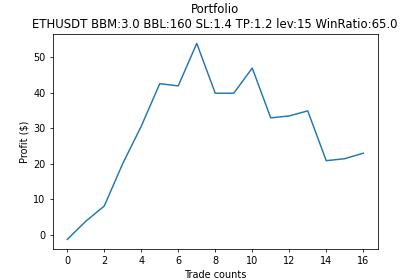 Portfolio
ETHUSDT BBM:3.0 BBL:160 SL:1.4 TP:1.2 lev:15 WinRatio:65.0
50
40
30
20
10
0
Profit ($)
0 2 4 6 8 10 12 14 16
Trade counts